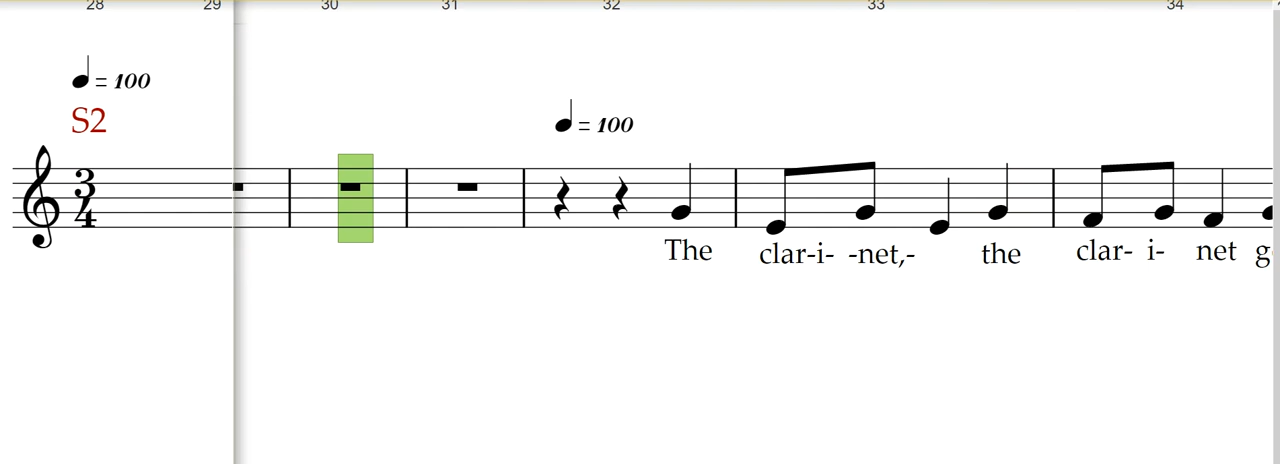 28 29 30 31 32 33 34
= 100
S2
= 100
3
4
The clar-i- -net,- the clar- i- net g